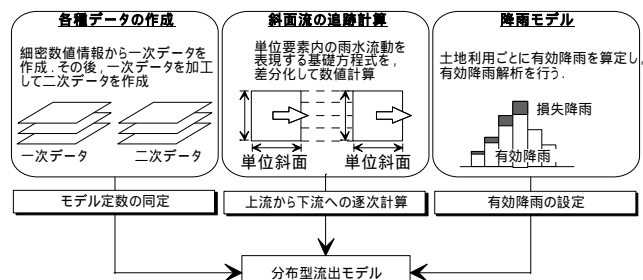 各種データの作成
細密数値情報から一次データを
作成．その後，一次データを加工
して二次データを作成
一次データ
二次データ
モデル定数の同定
斜面流の追跡計算
単位要素内の雨水流動を
表現する基礎方程式を，
差分化して数値計算
単位斜面
単位斜面
上流から下流への逐次計算
降雨モデル
土地利用ごとに有効降雨を算定し，
有効降雨解析を行う．
損失降雨
有効降雨
有効降雨の設定
分布型流出モデル